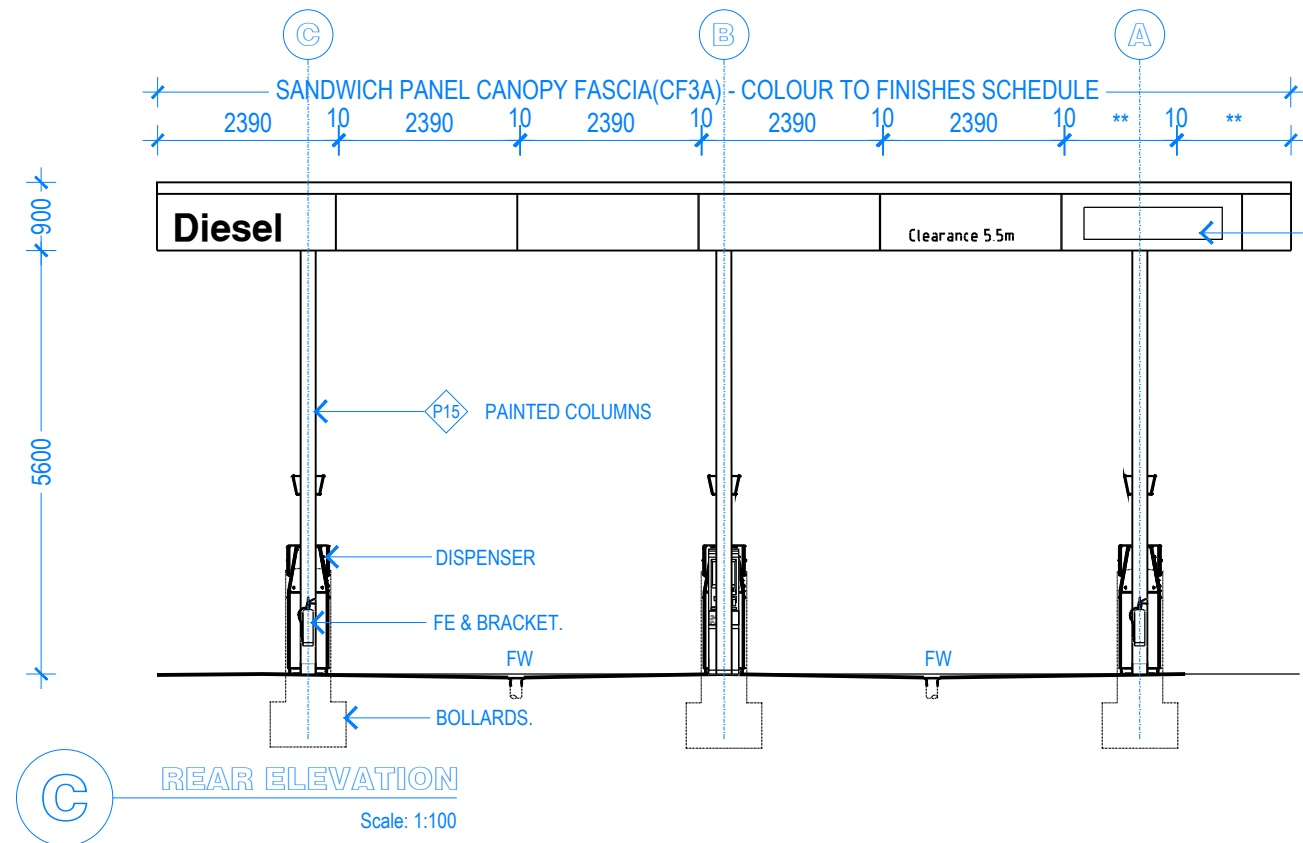 C
B
A
SANDWICH PANEL CANOPY FASCIA(CF3A) - COLOUR TO FINISHES SCHEDULE
2390 10 2390 10 2390 10 2390 10 2390 10 ** 10 **
900
Diesel
Clearance 5.5m
5600
P15 PAINTED COLUMNS
DISPENSER
FE & BRACKET.
FW
FW
BOLLARDS.
C
REAR ELEVATION
Scale: 1:100